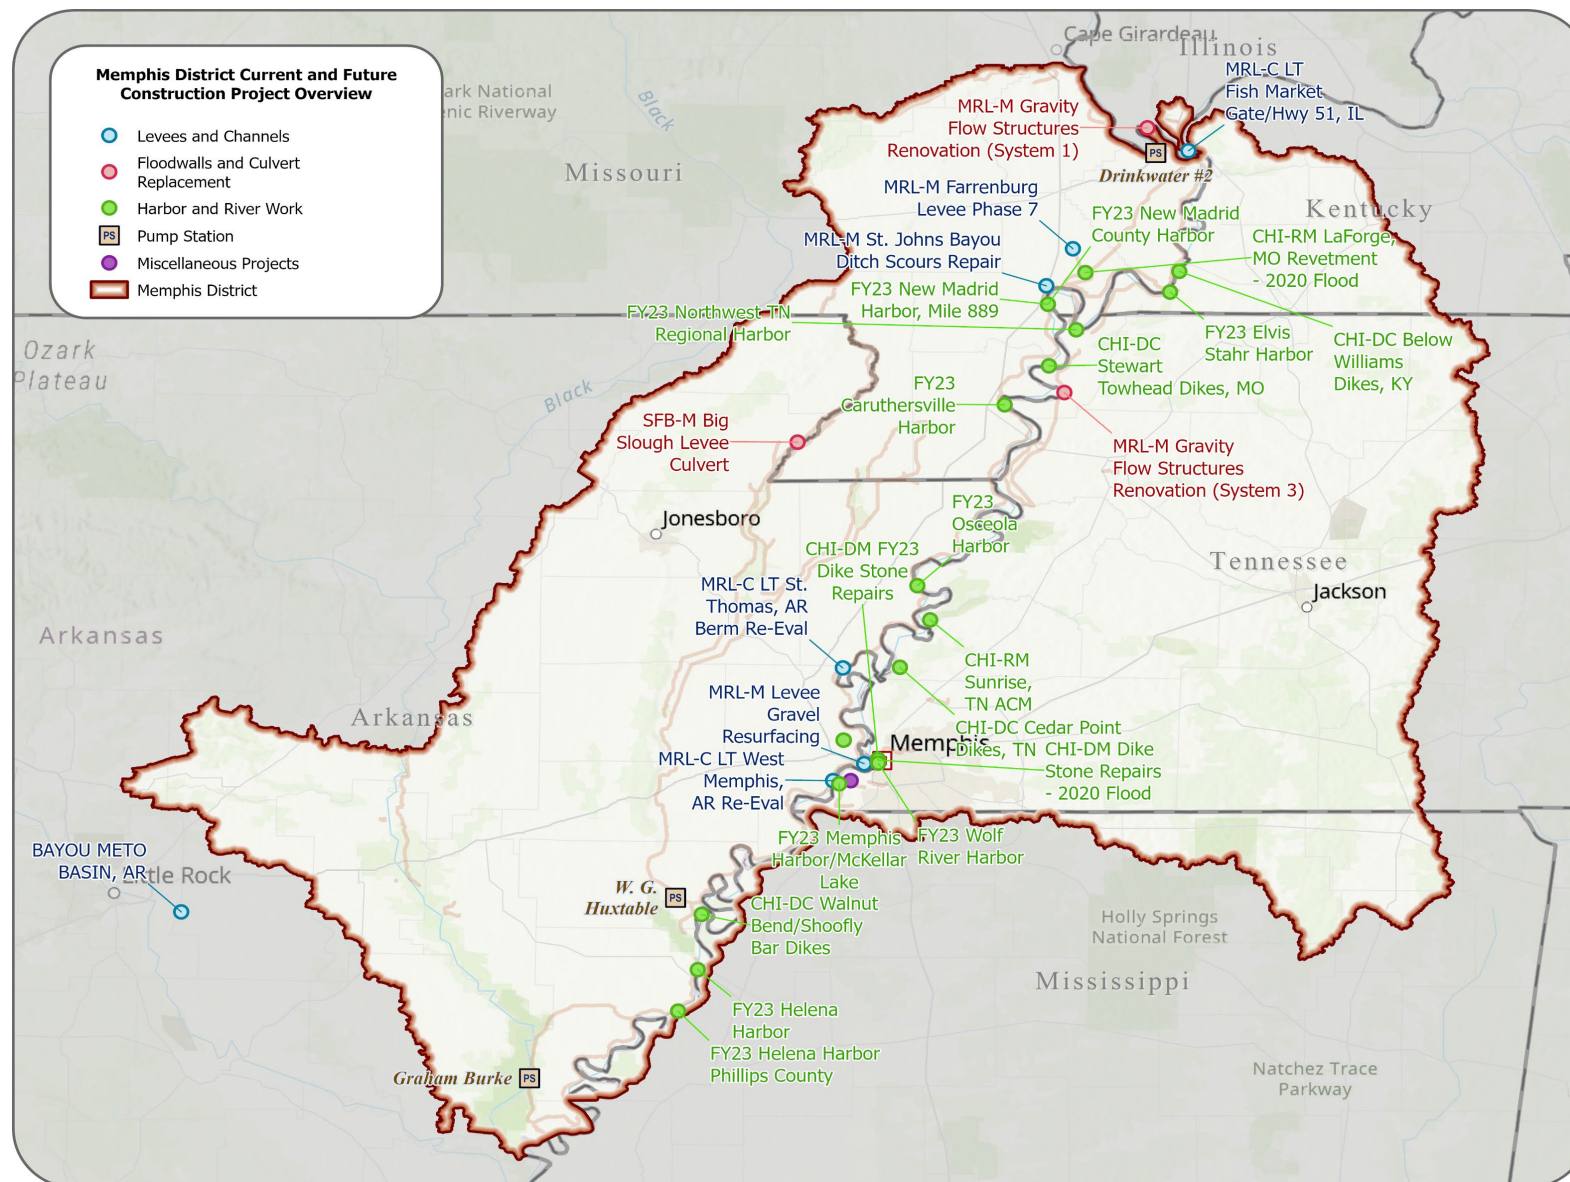 Memphis District Current and Future
Construction Project Overview
Levees and Channels
Floodwalls and Culvert
Replacement
Harbor and River Work
PS
Pump Station
Miscellaneous Projects
Memphis District
Cape Girardeau
Illinois
ark National
enic Riverway
Black
Missouri
MRL-C LT
Fish Market
Gate/Hwy 51, IL
MRL-M Gravity
Flow Structures
Renovation (System 1)
PS
Drinkwater #2
Kentucky
MRL-M Farrenburg
Levee Phase 7
FY23 New Madrid
County Harbor
MRL-M St. Johns Bayou
Ditch Scours Repair
CHI-RM LaForge,
MO Revetment
- 2020 Flood
FY23 New Madrid
Harbor, Mile 889
FY23 Northwest TN
Regional Harbor
FY23 Elvis
Stahr Harbor
CHI-DC Below
Williams
Dikes, KY
CHI-DC
Stewart
Towhead Dikes, MO
Ozark
Plateau
Black
FY23
Caruthersville
Harbor
SFB-M Big
Slough Levee
Culvert
MRL-M Gravity
Flow Structures
Renovation (System 3)
Jonesboro
FY23
Osceola
Harbor
CHI-DM FY23
Dike Stone
Repairs
Tennessee
Jackson
MRL-C LT St.
Thomas, AR
Berm Re-Eval
Arkansas
CHI-RM
Sunrise,
TN ACM
MRL-M Levee
Gravel
Resurfacing
Arkansas
CHI-DC Cedar Point
Dikes, TN
Memphis
CHI-DM Dike
Stone Repairs
- 2020 Flood
MRL-C LT West
Memphis,
AR Re-Eval
FY23 Memphis
Harbor/McKellar
Lake
FY23 Wolf
River Harbor
BAYOU METO
BASIN, AR
Little Rock
W. G.
Huxtable
PS
CHI-DC Walnut
Bend/Shoofly
Bar Dikes
Holly Springs
National Forest
Mississippi
FY23 Helena
Harbor
FY23 Helena Harbor
Phillips County
Graham Burke
PS
Natchez Trace
Parkway